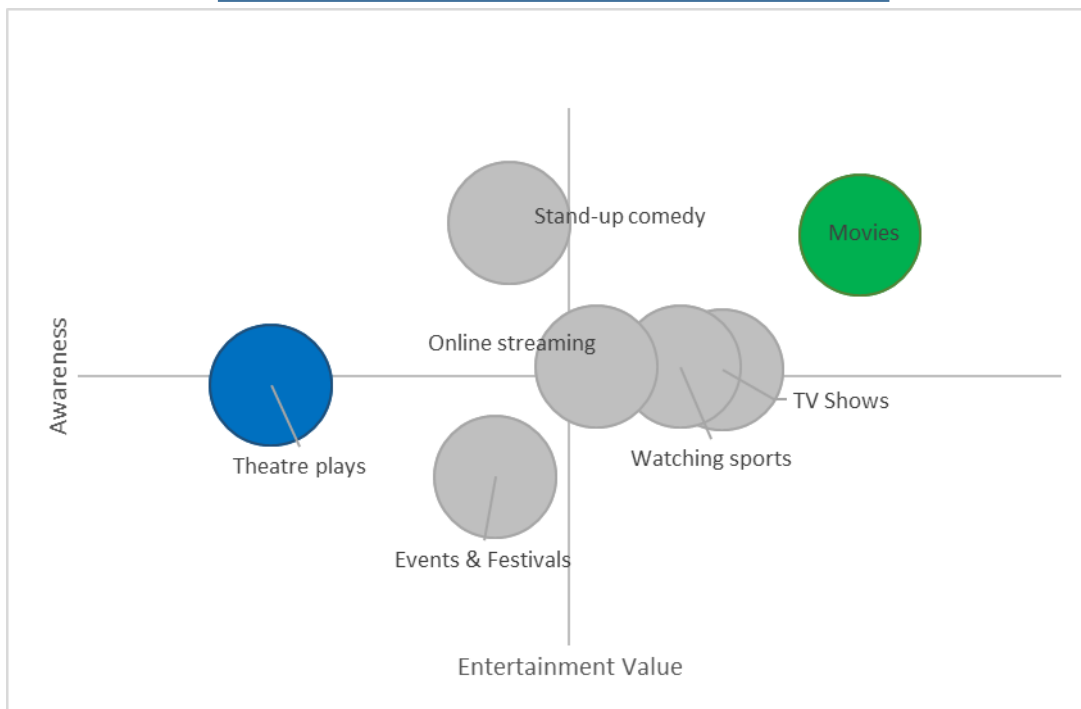 Stand-up comedy
Movies
Online streaming
Awareness
TV Shows
Theatre plays
Watching sports
Events & Festivals
Entertainment Value